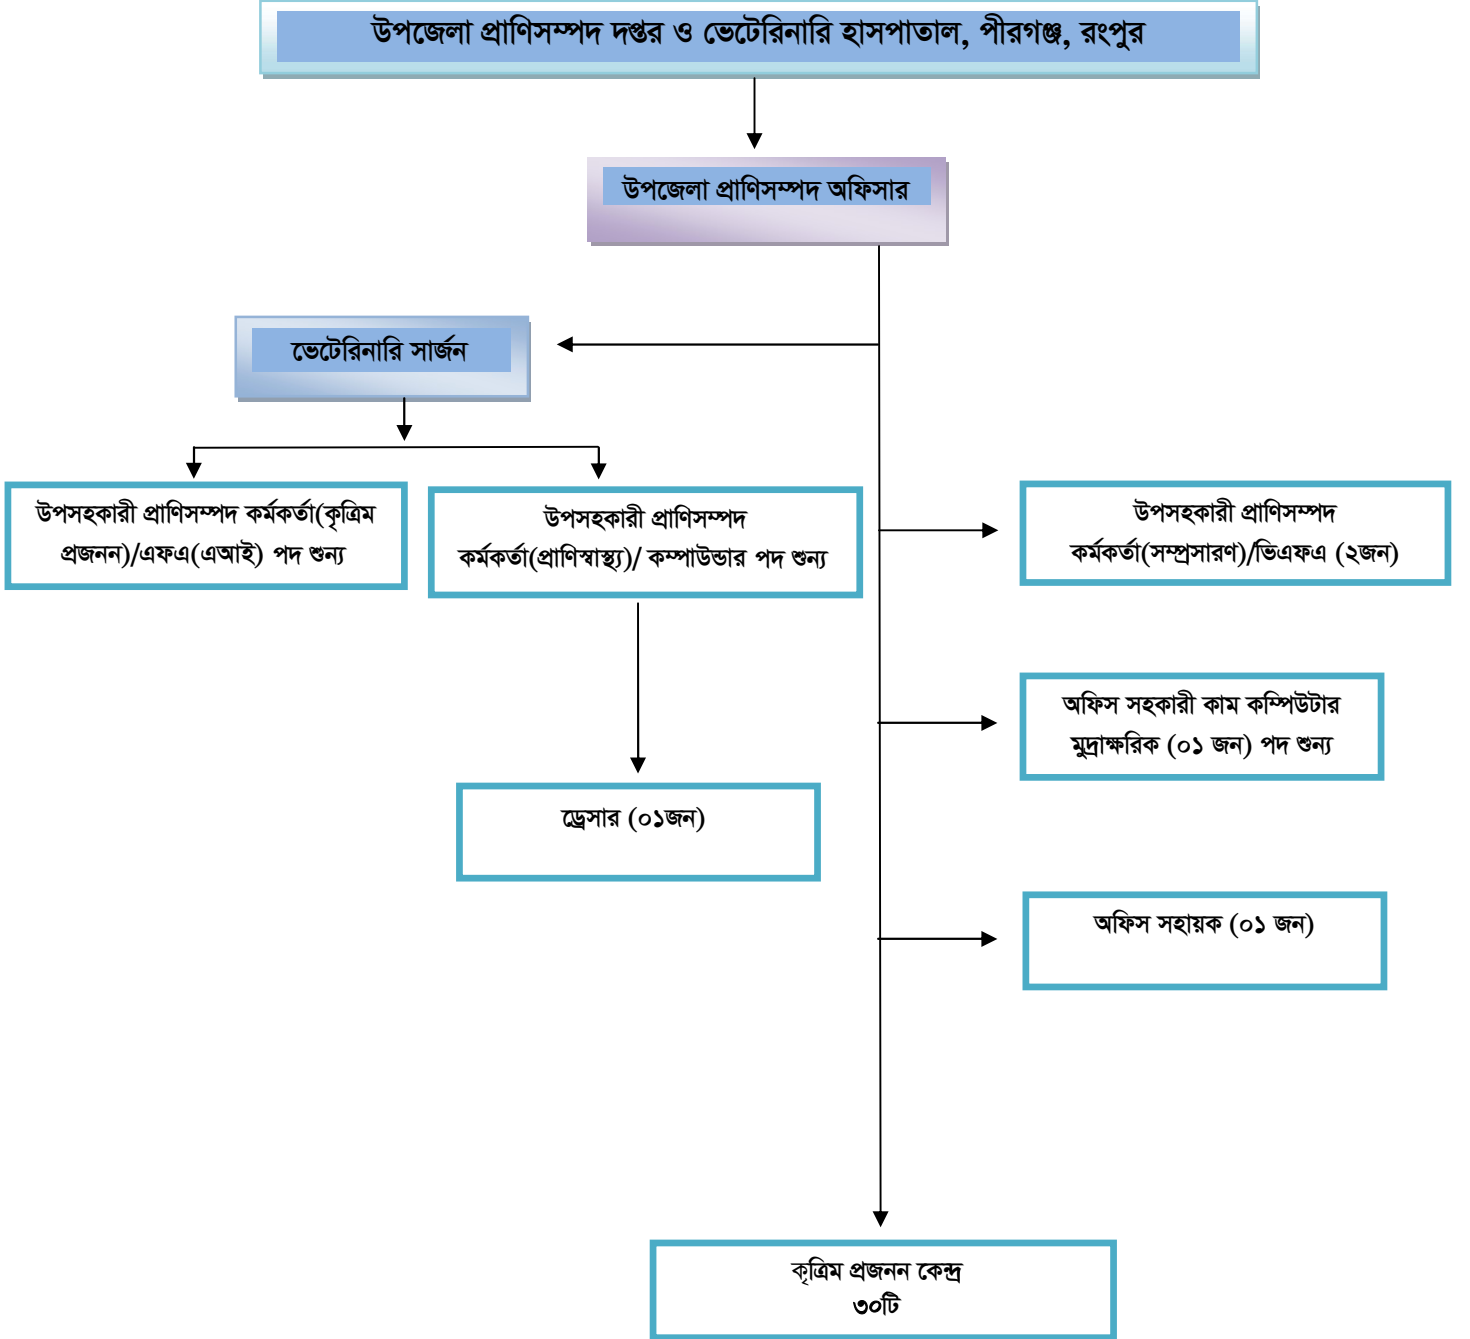 উপজেলা প্রাণিসম্পদ দপ্তর ও ভেটেরিনারি হাসপাতাল, পীরগঞ্জ, রংপুর
উপজেলা প্রাণিসম্পদ অফিসার
ভেটেরিনারি সার্জন
উপসহকারী প্রাণিসম্পদ কর্মকর্তা(কৃত্রিম
প্রজনন)/এফএ(এআই) পদ শুন্য
উপসহকারী প্রাণিসম্পদ
কর্মকর্তা(প্রাণিস্বাস্থ্য)/ কম্পাউন্ডার পদ শুন্য
উপসহকারী প্রাণিসম্পদ
কর্মকর্তা(সম্প্রসারণ)/ভিএফএ (২জন)
অফিস সহকারী কাম কম্পিউটার
মুদ্রাক্ষরিক (০১ জন) পদ শুন্য
ড্রেসার (০১জন)
অফিস সহায়ক (০১ জন)
কৃত্রিম প্রজনন কেন্দ্র
৩০টি